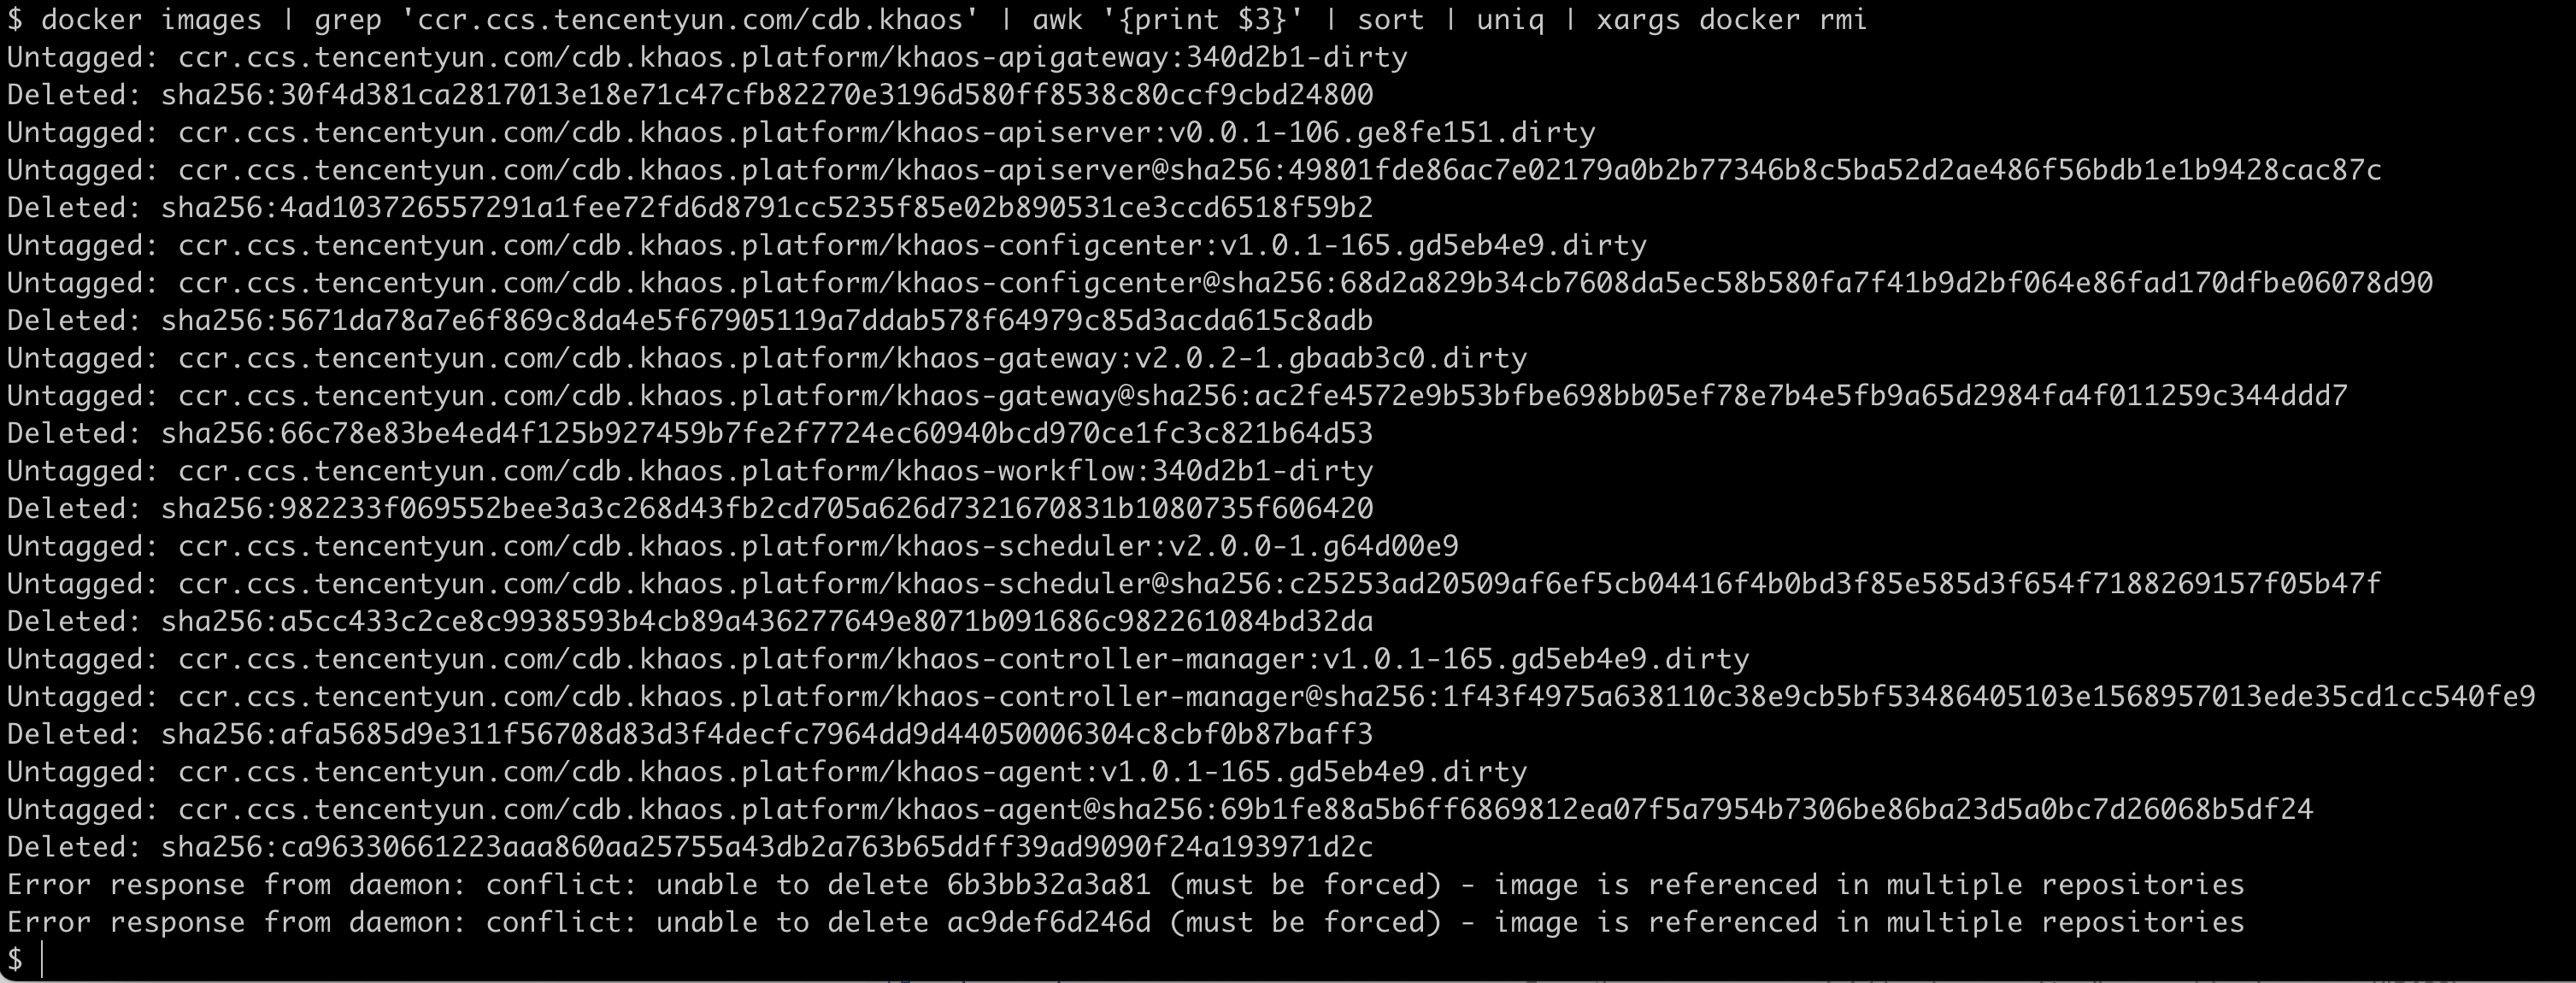 $ docker images | grep 'ccr.ccs.tencentyun.com/cdb.khaos' | awk '{print $3}' | sort | uniq | xargs docker rmi
Untagged: ccr.ccs.tencentyun.com/cdb.khaos.platform/khaos-apigateway:340d2b1-dirty
Deleted: sha256:30f4d381ca2817013e18e71c47cfb82270e3196d580ff8538c80ccf9cbd24800
Untagged: ccr.ccs.tencentyun.com/cdb.khaos.platform/khaos-apiserver:v0.0.1-106.ge8fe151.dirty
Untagged: ccr.ccs.tencentyun.com/cdb.khaos.platform/khaos-apiserver@sha256:49801fde86ac7e02179a0b2b77346b8c5ba52d2ae486f56bdb1e1b9428cac87c
Deleted: sha256:4ad103726557291a1fee72fd6d8791cc5235f85e02b890531ce3ccd6518f59b2
Untagged: ccr.ccs.tencentyun.com/cdb.khaos.platform/khaos-configcenter:v1.0.1-165.gd5eb4e9.dirty
Untagged: ccr.ccs.tencentyun.com/cdb.khaos.platform/khaos-configcenter@sha256:68d2a829b34cb7608da5ec58b580fa7f41b9d2bf064e86fad170dfbe06078d90
Deleted: sha256:5671da78a7e6f869c8da4e5f67905119a7ddab578f64979c85d3acda615c8adb
Untagged: ccr.ccs.tencentyun.com/cdb.khaos.platform/khaos-gateway:v2.0.2-1.gbaab3c0.dirty
Untagged: ccr.ccs.tencentyun.com/cdb.khaos.platform/khaos-gateway@sha256:ac2fe4572e9b53bfbe698bb05ef78e7b4e5fb9a65d2984fa4f011259c344ddd7
Deleted: sha256:66c78e83be4ed4f125b927459b7fe2f7724ec60940bcd970ce1fc3c821b64d53
Untagged: ccr.ccs.tencentyun.com/cdb.khaos.platform/khaos-workflow:340d2b1-dirty
Deleted: sha256:982233f069552bee3a3c268d43fb2cd705a626d7321670831b1080735f606420
Untagged: ccr.ccs.tencentyun.com/cdb.khaos.platform/khaos-scheduler:v2.0.0-1.g64d00e9
Untagged: ccr.ccs.tencentyun.com/cdb.khaos.platform/khaos-scheduler@sha256:c25253ad20509af6ef5cb04416f4b0bd3f85e585d3f654f7188269157f05b47f
Deleted: sha256:a5cc433c2ce8c9938593b4cb89a436277649e8071b091686c982261084bd32da
Untagged: ccr.ccs.tencentyun.com/cdb.khaos.platform/khaos-controller-manager:v1.0.1-165.gd5eb4e9.dirty
Untagged: ccr.ccs.tencentyun.com/cdb.khaos.platform/khaos-controller-manager@sha256:1f43f4975a638110c38e9cb5bf53486405103e1568957013ede35cd1cc540fe9
Deleted: sha256:afa5685d9e311f56708d83d3f4decfc7964dd9d44050006304c8cbf0b87baff3
Untagged: ccr.ccs.tencentyun.com/cdb.khaos.platform/khaos-agent:v1.0.1-165.gd5eb4e9.dirty
Untagged: ccr.ccs.tencentyun.com/cdb.khaos.platform/khaos-agent@sha256:69b1fe88a5b6ff6869812ea07f5a7954b7306be86ba23d5a0bc7d26068b5df24
Deleted: sha256:ca96330661223aaa860aa25755a43db2a763b65ddff39ad9090f24a193971d2c
Error response from daemon: conflict: unable to delete 6b3bb32a3a81 (must be forced) - image is referenced in multiple repositories
Error response from daemon: conflict: unable to delete ac9def6d246d (must be forced) - image is referenced in multiple repositories
$